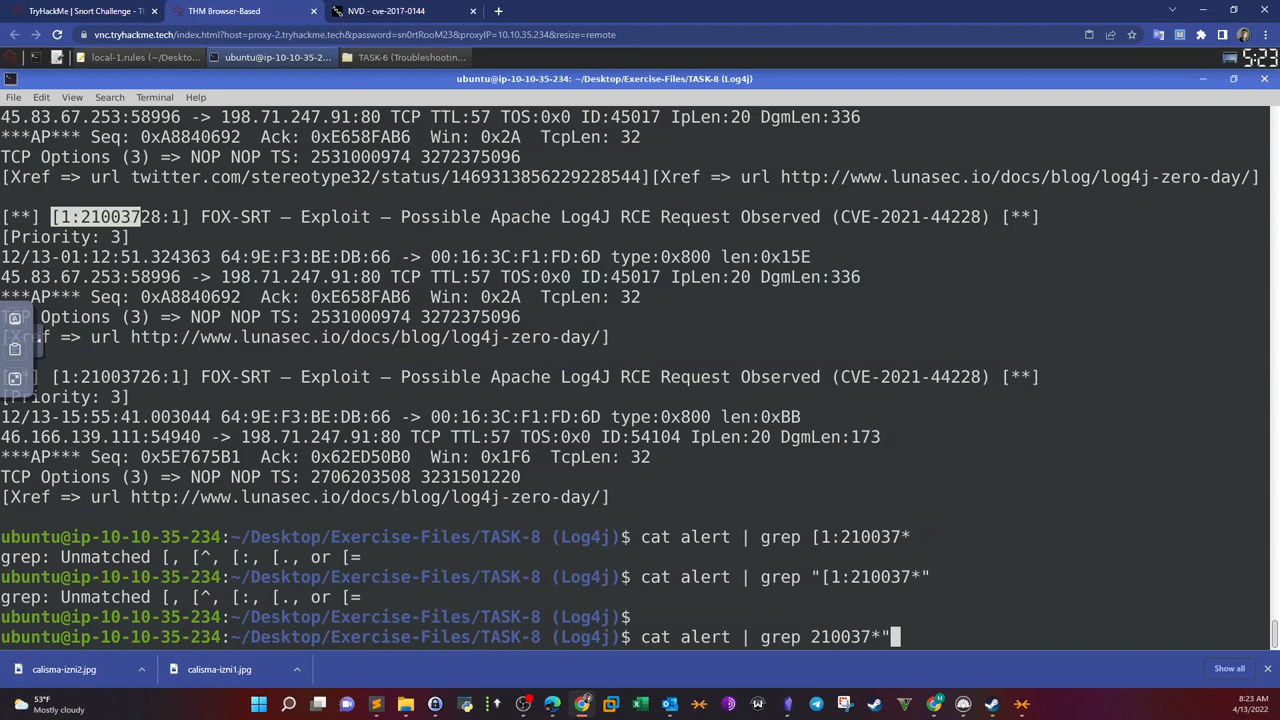 TryHackMe | Snort Challenge - Th
THM Browser-Based
NVD - cve-2017-0144
vnc.tryhackme.tech/index.html?host=proxy-2.tryhackme.tech&password=sn0rtRooM23&proxyIP=10.10.35.234&resize=remote
local-1.rules (~/Deskto...
ubuntu@ip-10-10-35-2...
TASK-6 (Troubleshootin...
5:23
ubuntu@ip-10-10-35-234: ~/Desktop/Exercise-Files/TASK-8 (Log4j)
File Edit View Search Terminal Help
45.83.67.253:58996 -> 198.71.247.91:80 TCP TTL:57 TOS:0x0 ID:45017 IpLen:20 DgmLen:336
***AP*** Seq: 0xA8840692 Ack: 0xE658FAB6 Win: 0x2A TcpLen: 32
TCP Options (3) => NOP NOP TS: 2531000974 3272375096
[Xref => url twitter.com/stereotype32/status/1469313856229228544][Xref => url http://www.lunasec.io/docs/blog/log4j-zero-day/]
[**] [1:21003728:1] FOX-SRT – Exploit – Possible Apache Log4J RCE Request Observed (CVE-2021-44228) [**]
[Priority: 3]
12/13-01:12:51.324363 64:9E:F3:BE:DB:66 -> 00:16:3C:F1:FD:6D type:0x800 len:0x15E
45.83.67.253:58996 -> 198.71.247.91:80 TCP TTL:57 TOS:0x0 ID:45017 IpLen:20 DgmLen:336
***AP*** Seq: 0xA8840692 Ack: 0xE658FAB6 Win: 0x2A TcpLen: 32
TCP Options (3) => NOP NOP TS: 2531000974 3272375096
[Xref => url http://www.lunasec.io/docs/blog/log4j-zero-day/]
[1:21003726:1] FOX-SRT – Exploit – Possible Apache Log4J RCE Request Observed (CVE-2021-44228) [**]
[Priority: 3]
12/13-15:55:41.003044 64:9E:F3:BE:DB:66 -> 00:16:3C:F1:FD:6D type:0x800 len:0xBB
46.166.139.111:54940 -> 198.71.247.91:80 TCP TTL:57 TOS:0x0 ID:54104 IpLen:20 DgmLen:173
***AP*** Seq: 0x5E7675B1 Ack: 0x62ED50B0 Win: 0x1F6 TcpLen: 32
TCP Options (3) => NOP NOP TS: 2706203508 3231501220
[Xref => url http://www.lunasec.io/docs/blog/log4j-zero-day/]
ubuntu@ip-10-10-35-234:~/Desktop/Exercise-Files/TASK-8 (Log4j)$ cat alert | grep [1:210037*
grep: Unmatched [, [^, [:, [., or [=
ubuntu@ip-10-10-35-234:~/Desktop/Exercise-Files/TASK-8 (Log4j)$ cat alert | grep "[1:210037*"
grep: Unmatched [, [^, [:, [., or [=
ubuntu@ip-10-10-35-234:~/Desktop/Exercise-Files/TASK-8 (Log4j)$
ubuntu@ip-10-10-35-234:~/Desktop/Exercise-Files/TASK-8 (Log4j)$ cat alert | grep 210037*"
calisma-izni2.jpg
calisma-izni1.jpg
Show all
53°F
Mostly cloudy
8:23 AM
4/13/2022